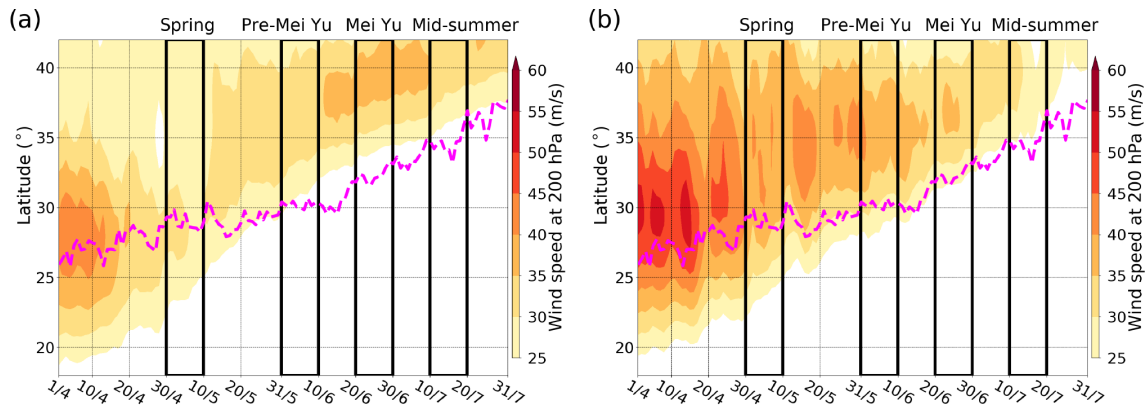 (a)
Spring Pre-Mei Yu Mei Yu Mid-summer
40
35
30
25
20
Latitude (°)
1/4 10/4 20/4 30/4 10/5 20/5 31/5 10/6 20/6 30/6 10/7 20/7 31/7
60
55
50
45
40
35
30
25
Wind speed at 200 hPa (m/s)
(b)
Spring Pre-Mei Yu Mei Yu Mid-summer
40
35
30
25
20
Latitude (°)
1/4 10/4 20/4 30/4 10/5 20/5 31/5 10/6 20/6 30/6 10/7 20/7 31/7
60
55
50
45
40
35
30
25
Wind speed at 200 hPa (m/s)